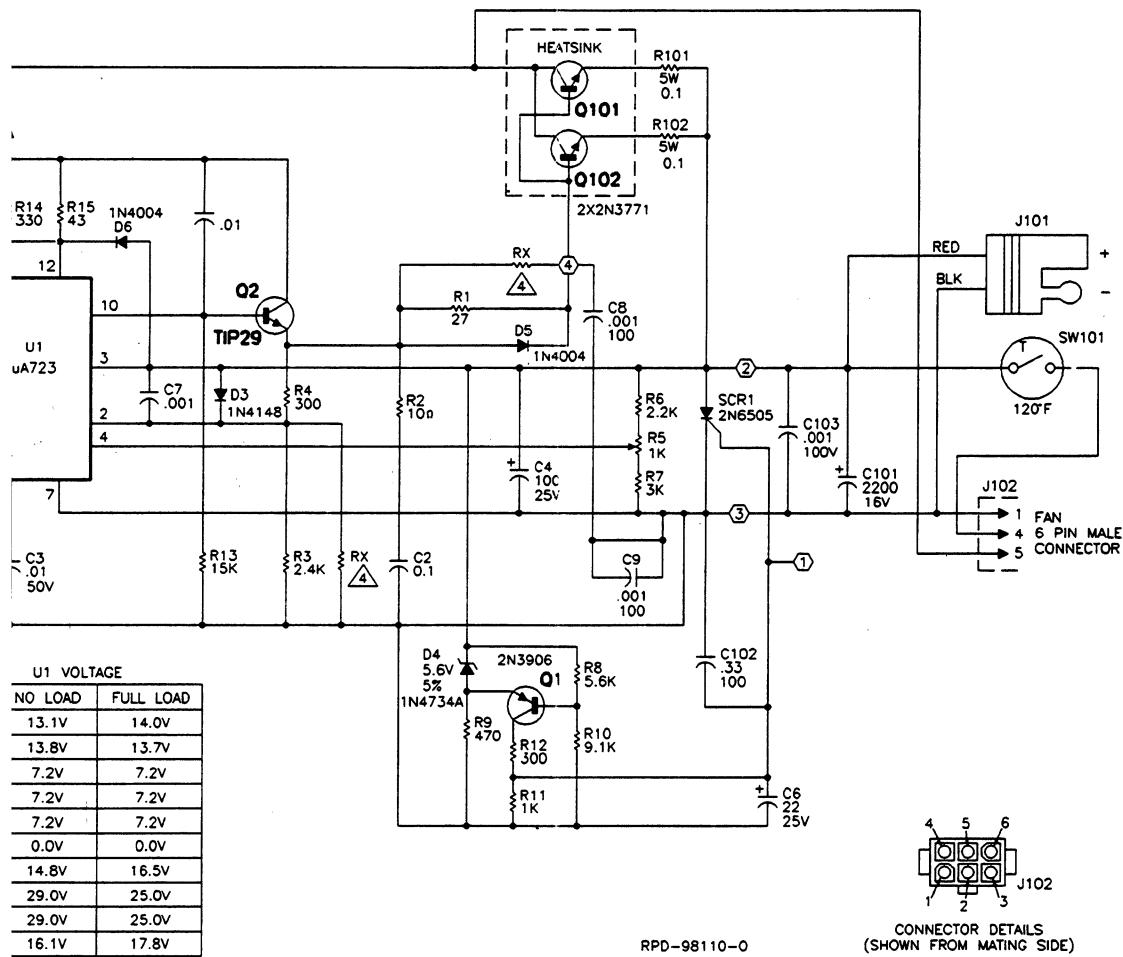 HEATSINK
R101
5W
0.1
Q101
R102
5W
0.1
Q102
2X2N3771
R14
330
R15
43
1N4004
D6
.01
12
10
Q2
TIP29
RX
4
4
R1
27
D5
1N4004
C8
.001
100
J101
RED
BLK
+
-
SW101
T
120°F
U1
uA723
3
2
4
7
C7
.001
D3
1N4148
R4
300
R2
10Ω
C4
25V
+
R6
2.2K
R5
1K
R7
3K
2
SCR1
2N6505
C103
.001
100V
+
C101
2200
16V
3
J102
1
4
5
FAN
6 PIN MALE
CONNECTOR
C3
.01
50V
R13
15K
R3
2.4K
RX
4
C2
0.1
C9
.001
100
1
C102
.33
100
D4
5.6V
5%
1N4734A
2N3906
Q1
R8
5.6K
R9
470
R10
9.1K
R12
300
R11
1K
+
C6
22
25V
U1 VOLTAGE
NO LOAD FULL LOAD
13.1V 14.0V
13.8V 13.7V
7.2V 7.2V
7.2V 7.2V
7.2V 7.2V
0.0V 0.0V
14.8V 16.5V
29.0V 25.0V
29.0V 25.0V
16.1V 17.8V
4 5 6
J102
1 2 3
CONNECTOR DETAILS
(SHOWN FROM MATING SIDE)
RPD-98110-0